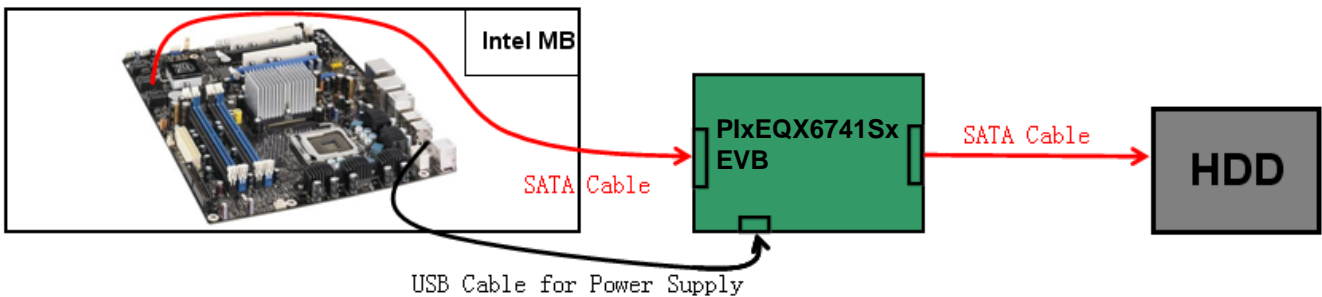 Intel MB
PIxEQX6741Sx
EVB
SATA Cable
HDD
SATA Cable
USB Cable for Power Supply